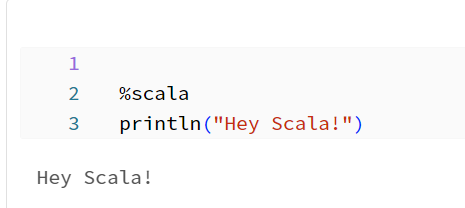 1
2 %scala
3 println("Hey Scala!")
Hey Scala!